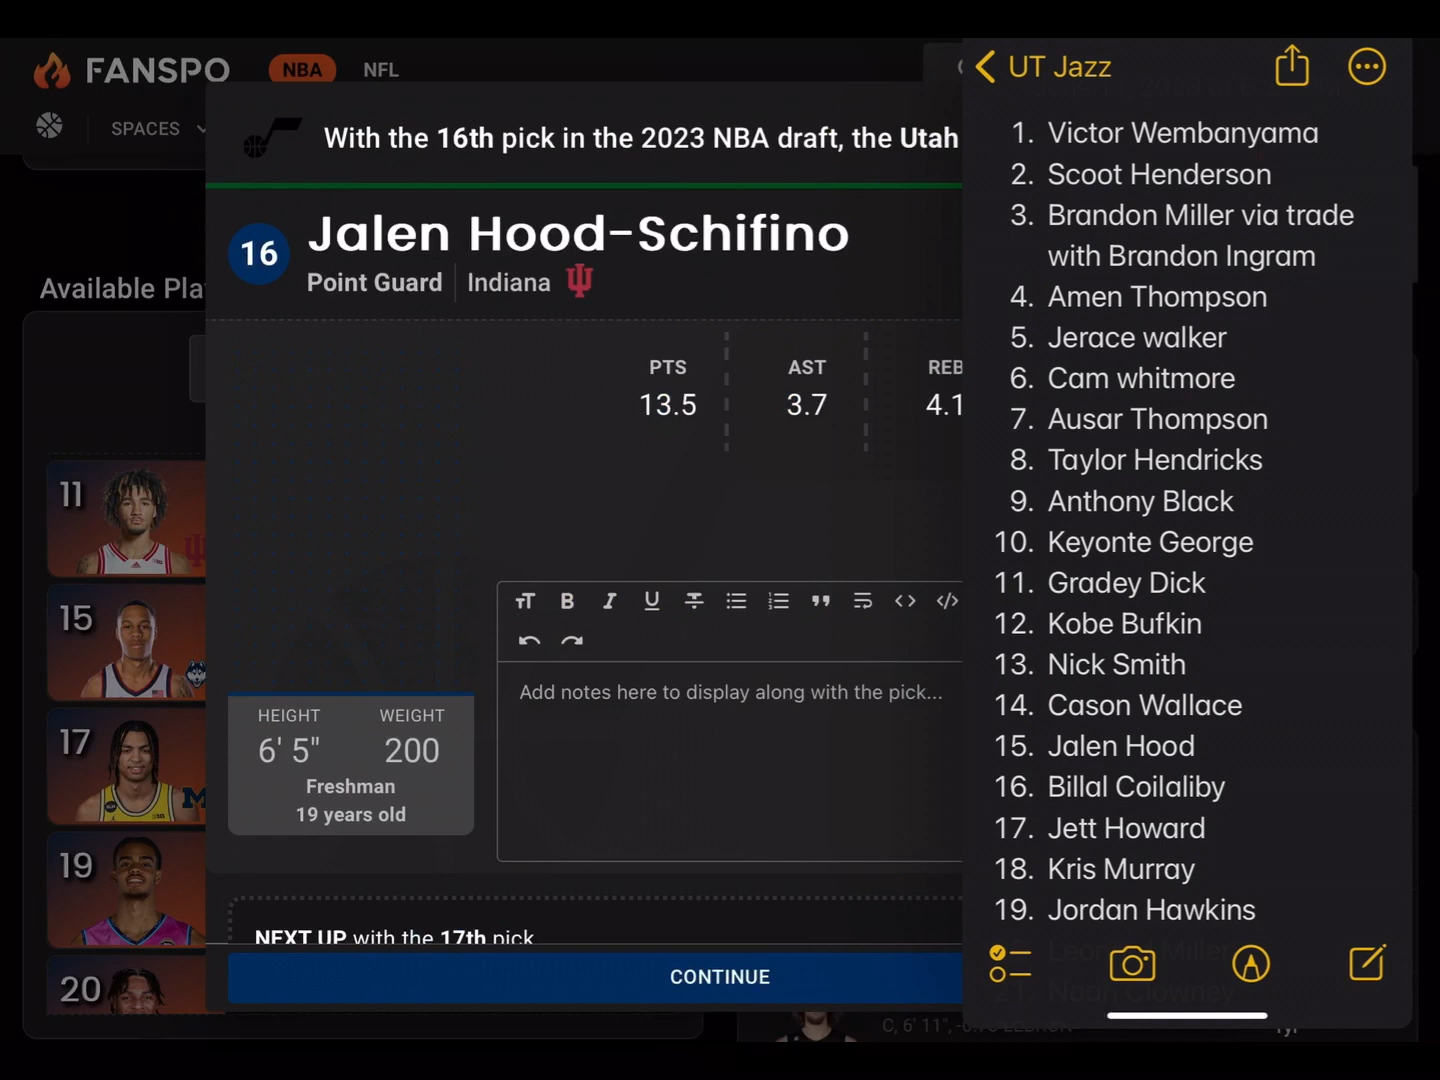 FANSPO
NBA
NFL
SPACES
With the 16th pick in the 2023 NBA draft, the Utah
16
Jalen Hood-Schifino
Point Guard
Indiana
PTS
AST
REB
13.5
3.7
4.1
Available Pla
11
15
17
19
20
HEIGHT
WEIGHT
6' 5"
200
Freshman
19 years old
Add notes here to display along with the pick...
NEXT UP with the 17th pick
CONTINUE
UT Jazz
1. Victor Wembanyama
2. Scoot Henderson
3. Brandon Miller via trade
with Brandon Ingram
4. Amen Thompson
5. Jerace walker
6. Cam whitmore
7. Ausar Thompson
8. Taylor Hendricks
9. Anthony Black
10. Keyonte George
11. Gradey Dick
12. Kobe Bufkin
13. Nick Smith
14. Cason Wallace
15. Jalen Hood
16. Billal Coilaliby
17. Jett Howard
18. Kris Murray
19. Jordan Hawkins
Miller
21. Noah Clowney
C, 6' 11",